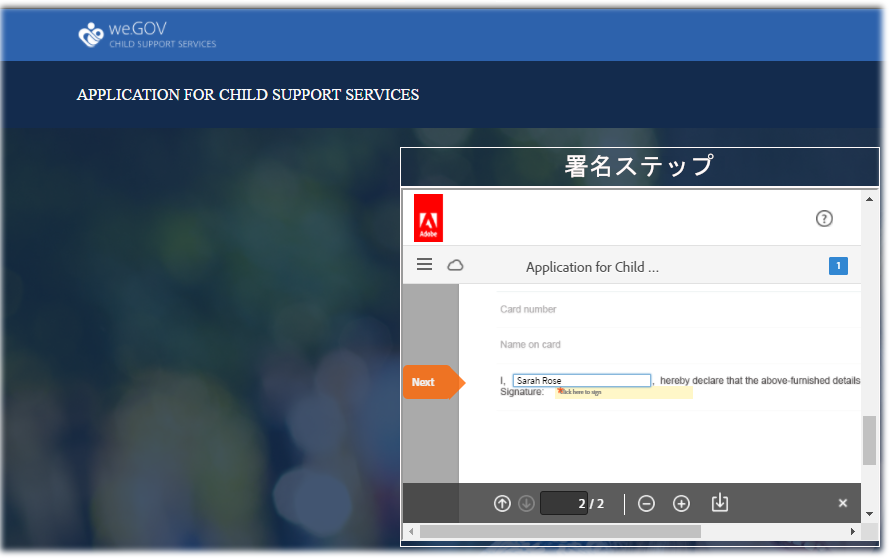 we.GOV
CHILD SUPPORT SERVICES
APPLICATION FOR CHILD SUPPORT SERVICES
署名ステップ
Adobe
?
Application for Child ...
1
Card number
Name on card
Next
I, Sarah Rose , hereby declare that the above-furnished details
Signature: Click here to sign
2 / 2